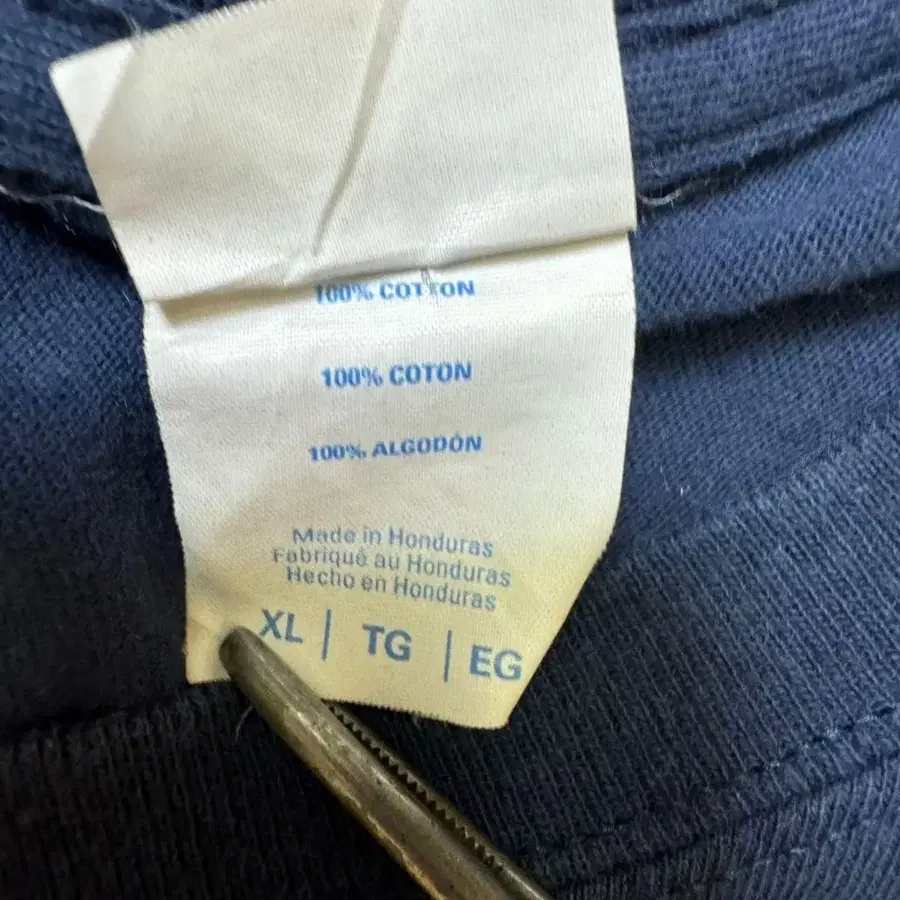 100% COTTON
100% COTON
100% ALGODÓN
Made in Honduras
Fabriqué au Honduras
Hecho en Honduras
XL | TG | EG